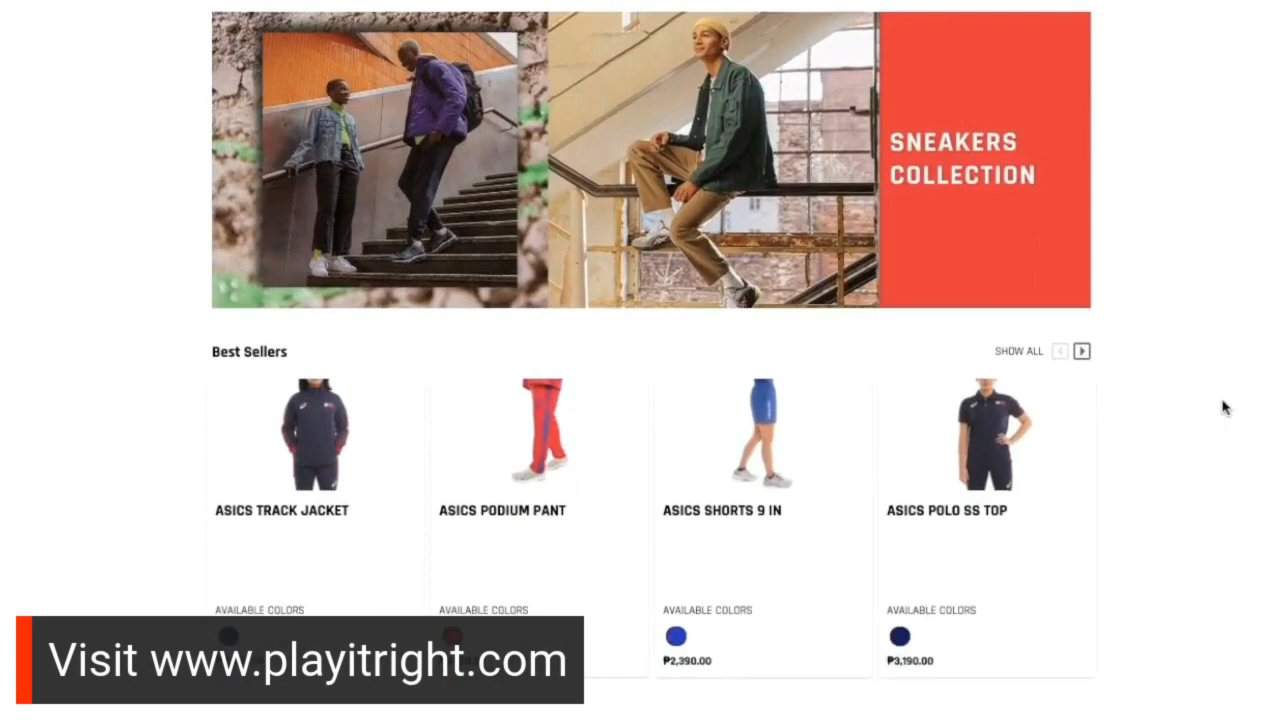 SNEAKERS
COLLECTION
Best Sellers
SHOW ALL
ASICS TRACK JACKET
ASICS PODIUM PANT
ASICS SHORTS 9 IN
ASICS POLO SS TOP
AVAILABLE COLORS
AVAILABLE COLORS
AVAILABLE COLORS
AVAILABLE COLORS
₱2,390.00
₱3,190.00
Visit www.playitright.com